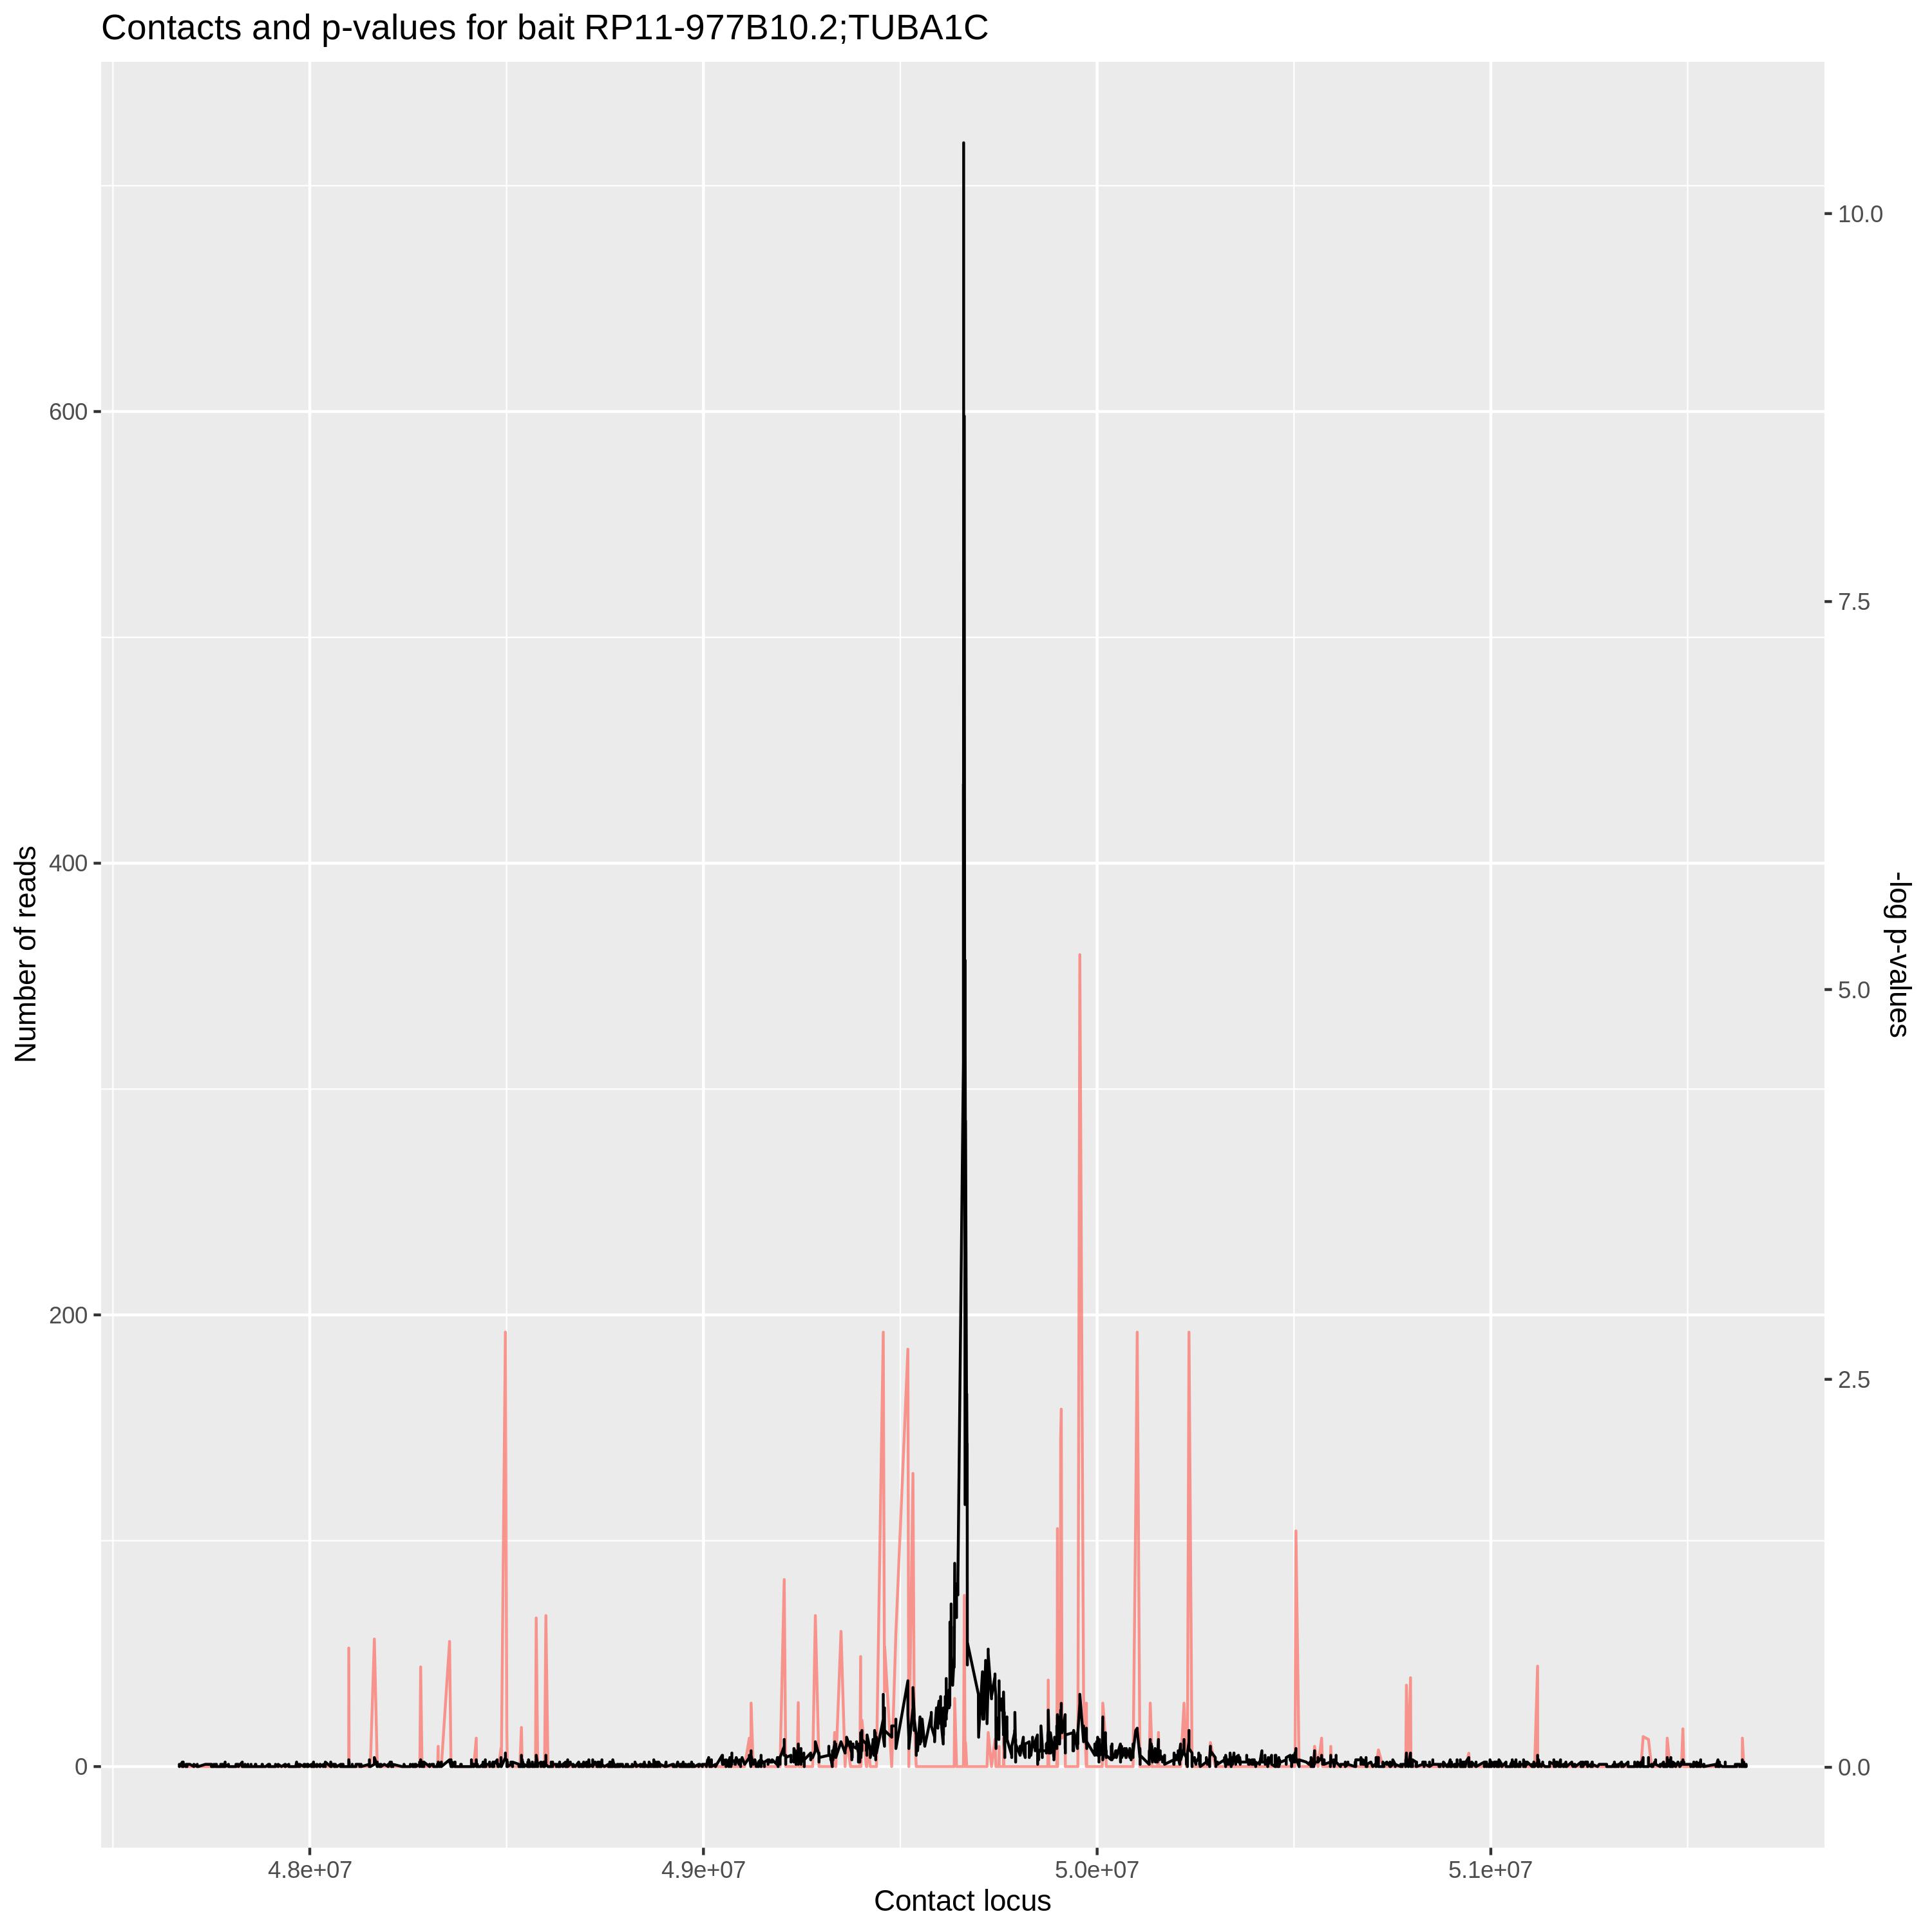 Contacts and p-values for bait RP11-977B10.2;TUBA1C
Number of reads
600
400
200
0
10.0
7.5
5.0
2.5
0.0
-log p-values
4.8e+07
4.9e+07
5.0e+07
5.1e+07
Contact locus